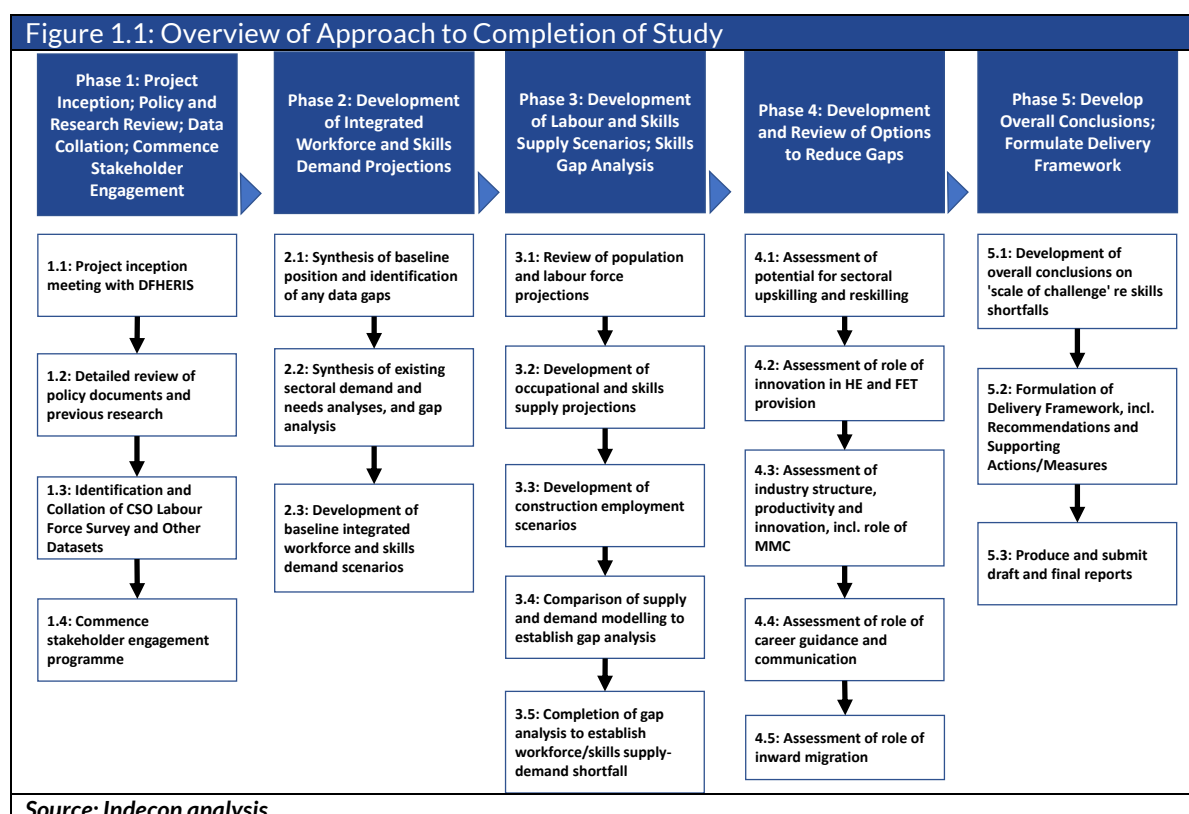 Figure 1.1: Overview of Approach to Completion of Study
Phase 1: Project
Inception; Policy and
Research Review; Data
Collation; Commence
Stakeholder
Engagement
Phase 2: Development
of Integrated
Workforce and Skills
Demand Projections
Phase 3: Development
of Labour and Skills
Supply Scenarios; Skills
Gap Analysis
Phase 4: Development
and Review of Options
to Reduce Gaps
Phase 5: Develop
Overall Conclusions;
Formulate Delivery
Framework
1.1: Project inception
meeting with DFHERIS
1.2: Detailed review of
policy documents and
previous research
1.3: Identification and
Collation of CSO Labour
Force Survey and Other
Datasets
1.4: Commence
stakeholder engagement
programme
2.1: Synthesis of baseline
position and identification
of any data gaps
2.2: Synthesis of existing
sectoral demand and
needs analyses, and gap
analysis
2.3: Development of
baseline integrated
workforce and skills
demand scenarios
3.1: Review of population
and labour force
projections
3.2: Development of
occupational and skills
supply projections
3.3: Development of
construction employment
scenarios
3.4: Comparison of supply
and demand modelling to
establish gap analysis
3.5: Completion of gap
analysis to establish
workforce/skills supply-
demand shortfall
4.1: Assessment of
potential for sectoral
upskilling and reskilling
4.2: Assessment of role of
innovation in HE and FET
provision
4.3: Assessment of
industry structure,
productivity and
innovation, incl. role of
MMC
4.4: Assessment of role of
career guidance and
communication
4.5: Assessment of role of
inward migration
5.1: Development of
overall conclusions on
'scale of challenge' re skills
shortfalls
5.2: Formulation of
Delivery Framework, incl.
Recommendations and
Supporting
Actions/Measures
5.3: Produce and submit
draft and final reports
Source: Indecon analysis